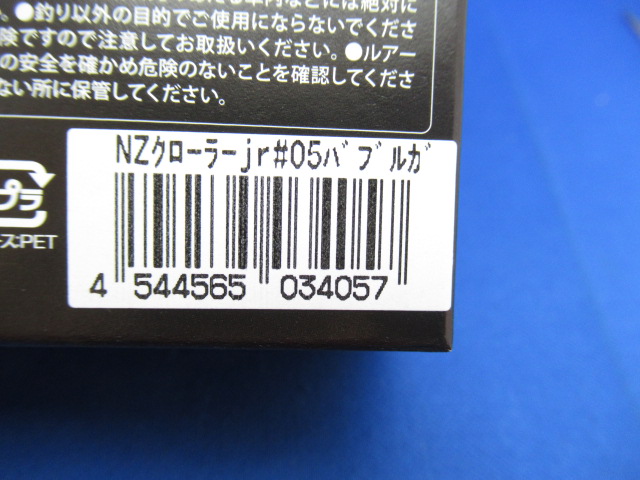 。●釣り以外の目的でご使用にならないでくださ
険ですので注意してお取扱いください。●ルアー
の安全を確かめ危険のないことを確認してくださ
ない所に保管してください。
NZクローラーjr#05バブルガ
プラ
ース:PET
4 544565 034057